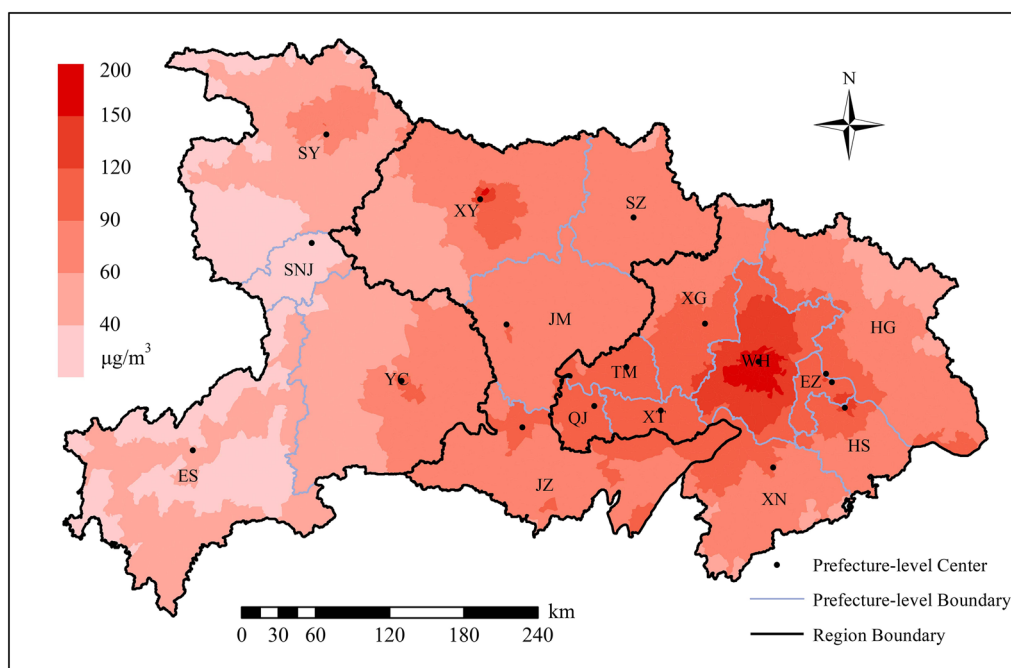 200
150
120
90
60
40
μg/m³
N
SY
XY
SZ
SNJ
JM
XG
HG
WH
YC
TM
EZ
QJ
XT
HS
ES
JZ
XN
Prefecture-level Center
Prefecture-level Boundary
Region Boundary
km
0 30 60 120 180 240